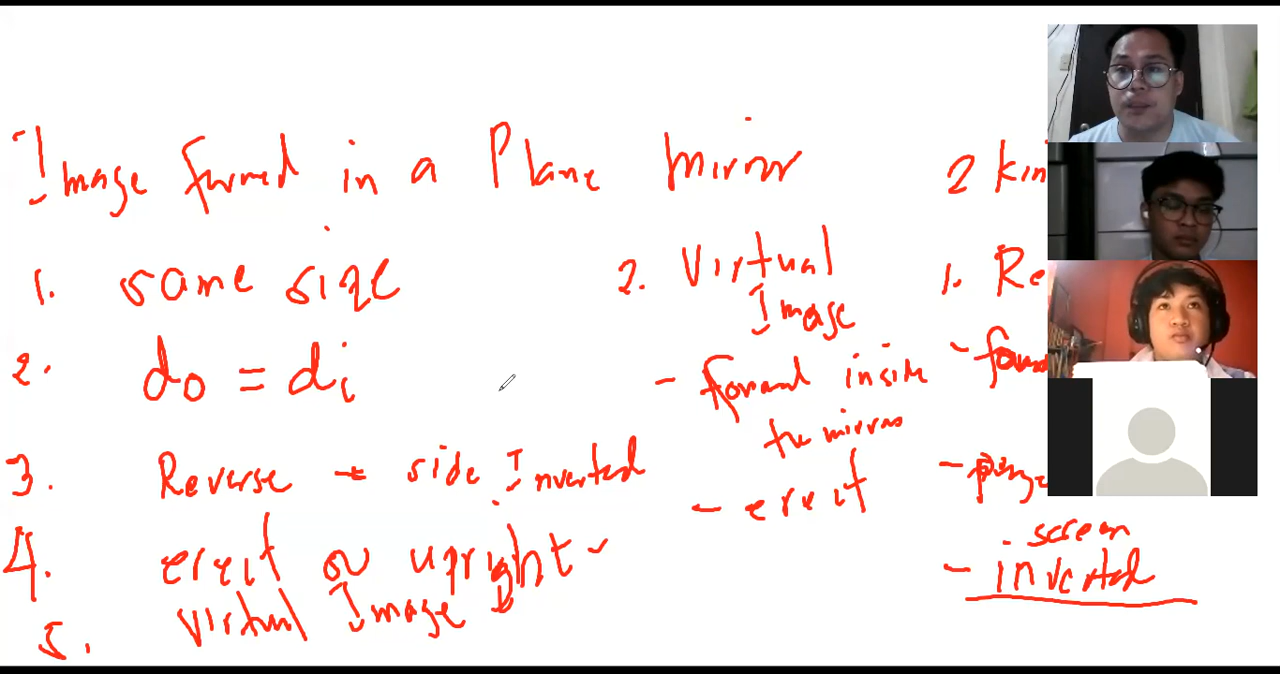 Image formed in a Plane Mirror
1. same size
2. do = di
3. Reverse → side Inverted
4. erect or upright
5. Virtual Image
2. Virtual
Image
- formed inside
the mirror
- erect
2 kin
1. Re
-
-
screen
- inverted